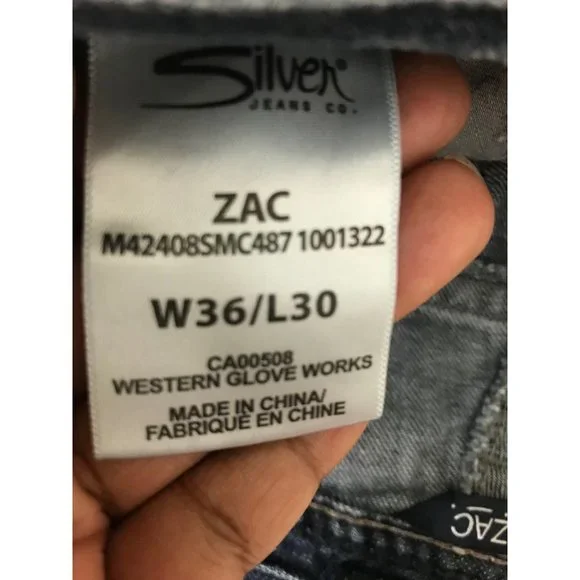 Silver®
JEANS CO.
ZAC
M42408SMC487 1001322
W36/L30
CA00508
WESTERN GLOVE WORKS
MADE IN CHINA/
FABRIQUÉ EN CHINE
ZAC